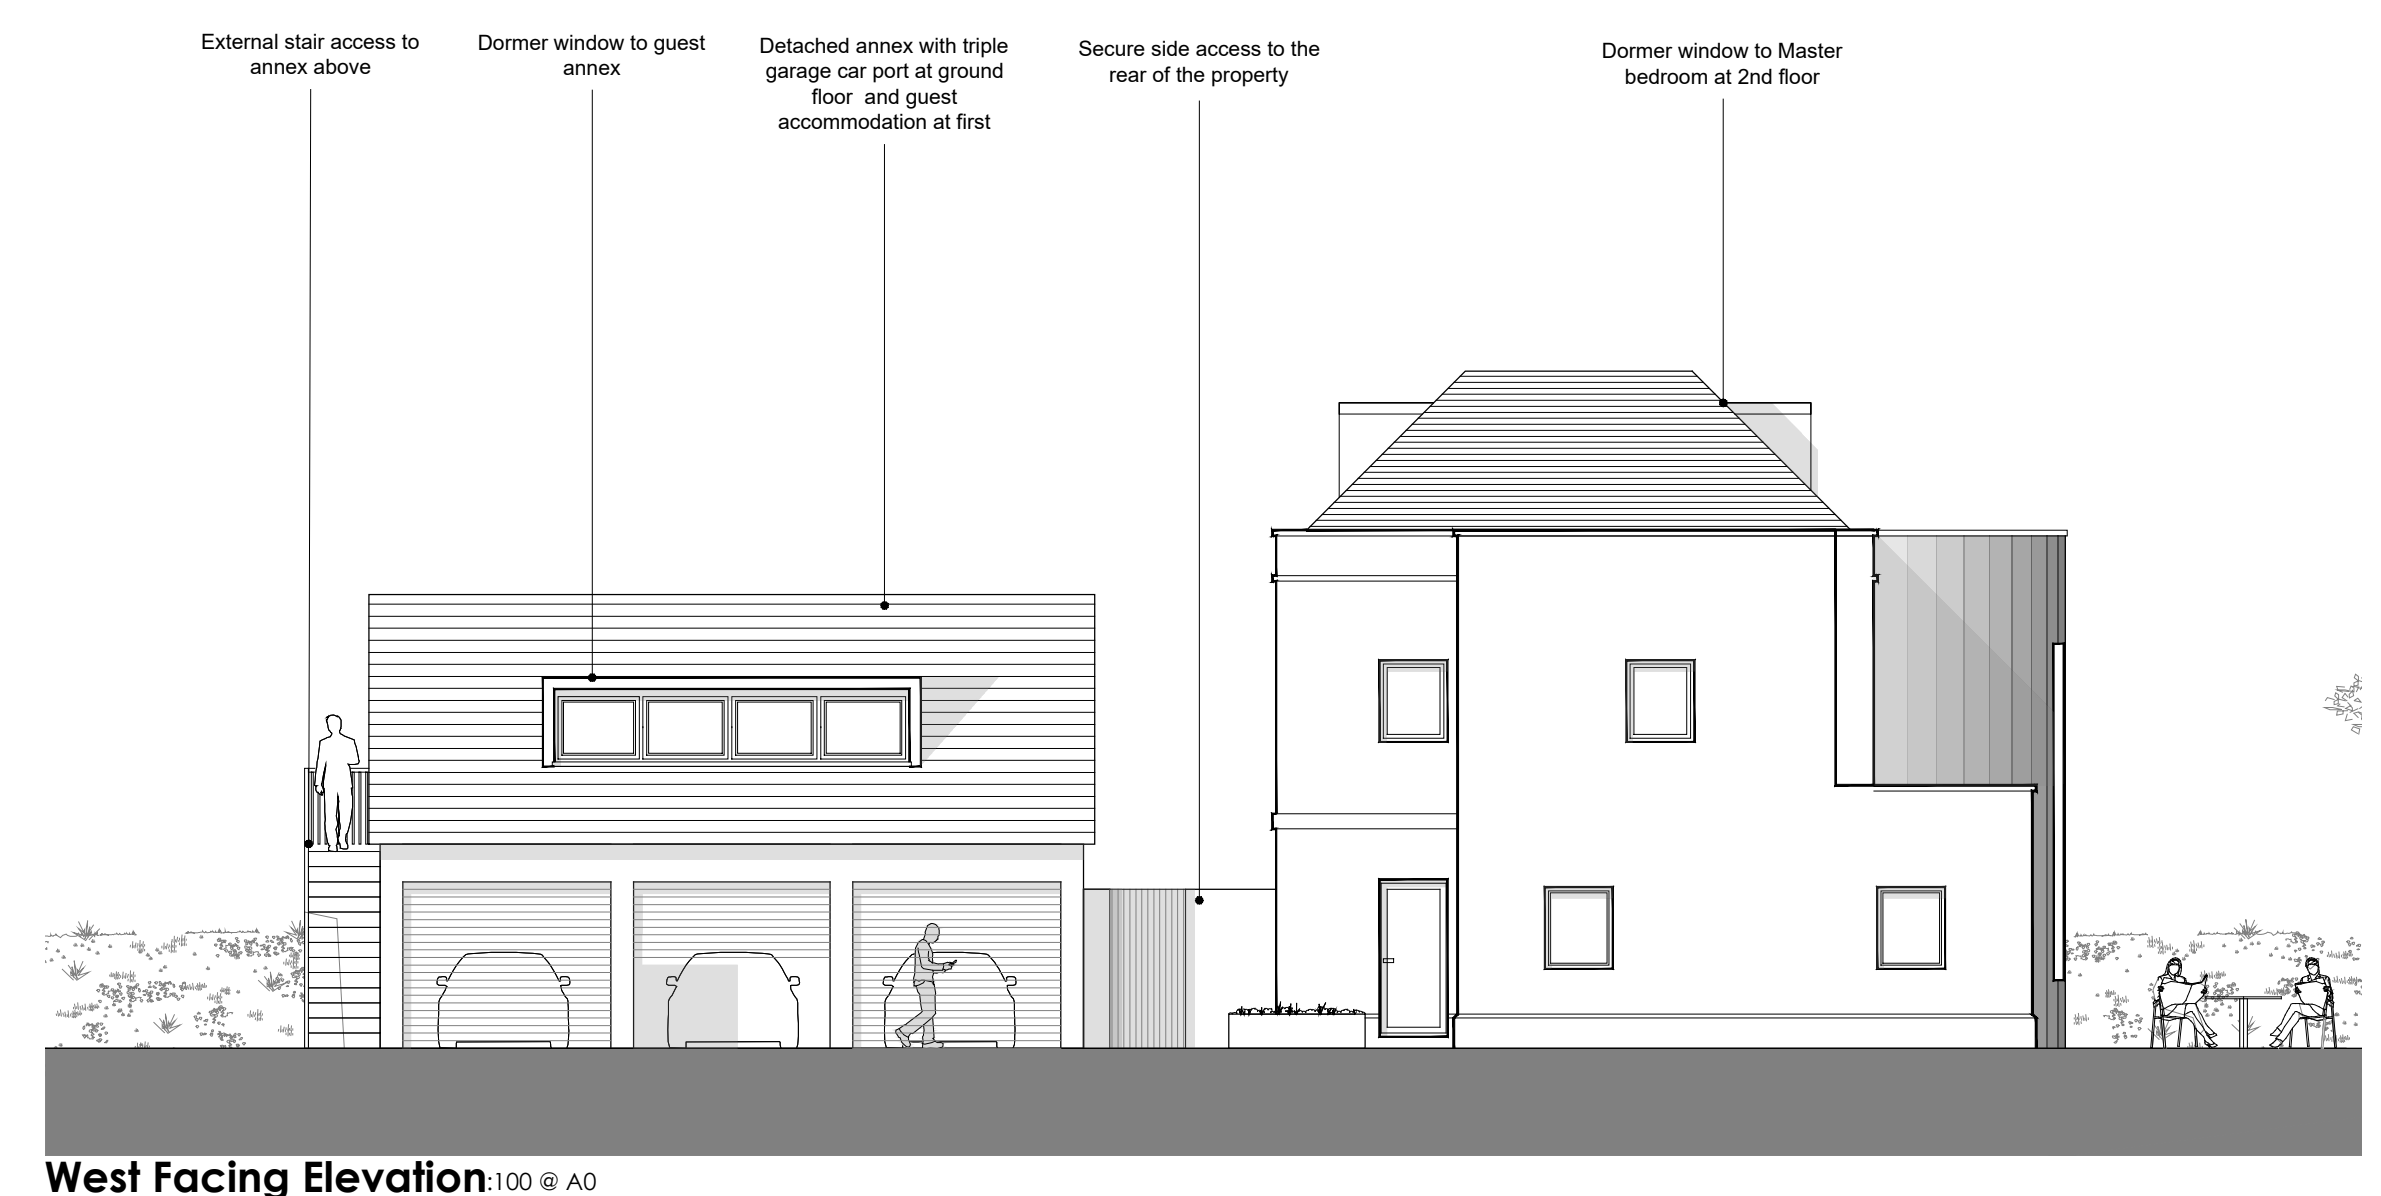 External stair access to
annex above
Dormer window to guest
annex
Detached annex with triple
garage car port at ground
floor and guest
accommodation at first
Secure side access to the
rear of the property
Dormer window to Master
bedroom at 2nd floor
West Facing Elevation:100 @ A0